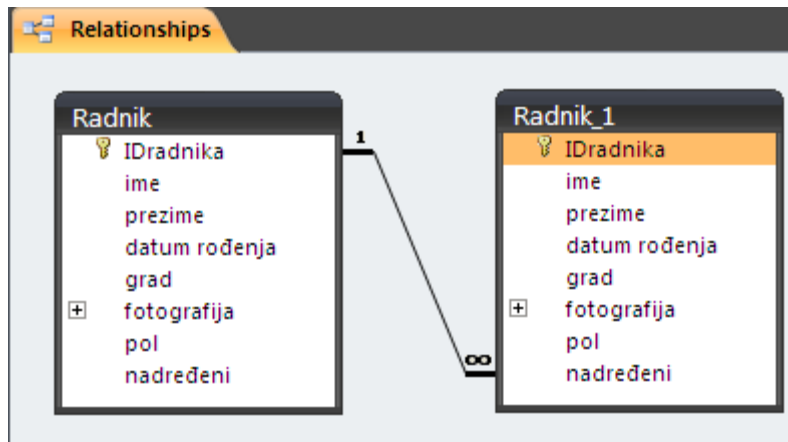 Relationships
Radnik
IDradnika
ime
prezime
datum rođenja
grad
fotografija
pol
nadređeni
1
∞
Radnik_1
IDradnika
ime
prezime
datum rođenja
grad
fotografija
pol
nadređeni